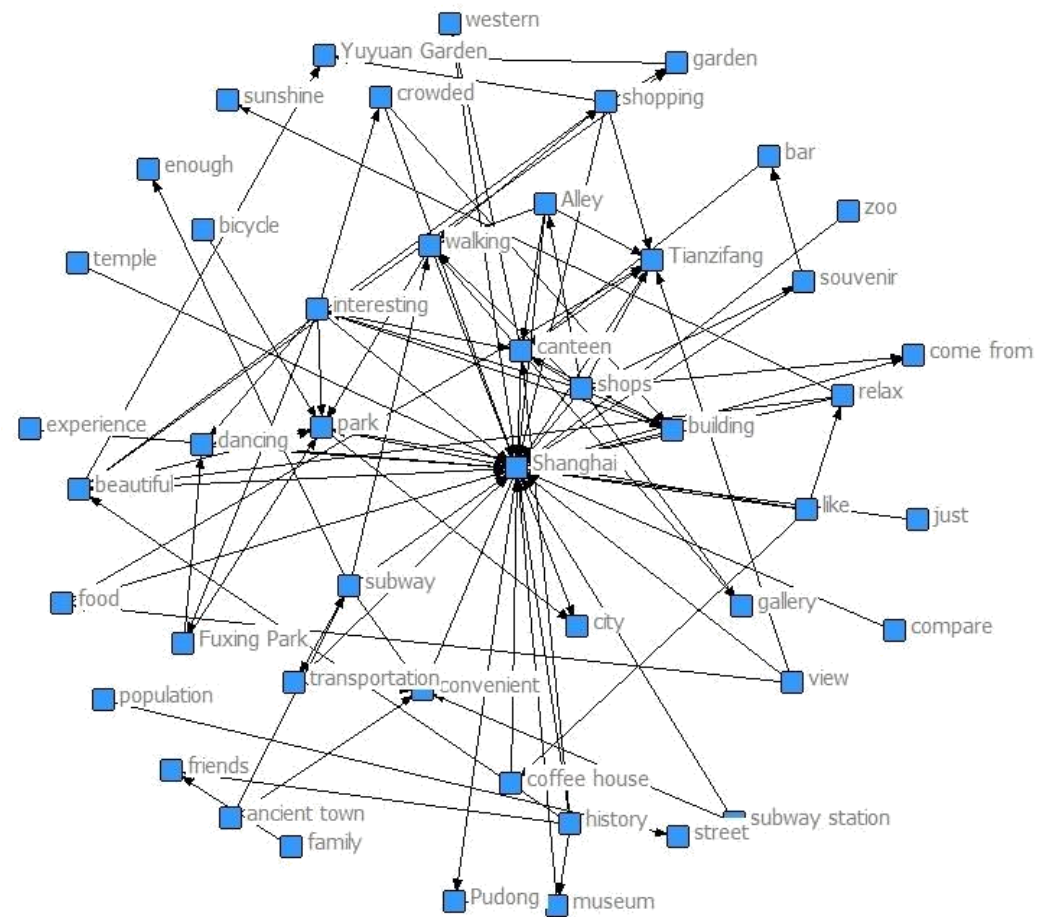 western
Yuyuan Garden
garden
sunshine
crowded
shopping
bar
enough
Alley
zoo
bicycle
walking
Tianzifang
temple
souvenir
interesting
canteen
come from
shops
relax
experience
dancing
park
building
beautiful
Shanghai
like
just
subway
food
gallery
city
compare
Fuxing Park
transportation
convenient
view
population
friends
coffee house
ancient town
history
street
subway station
family
Pudong
museum